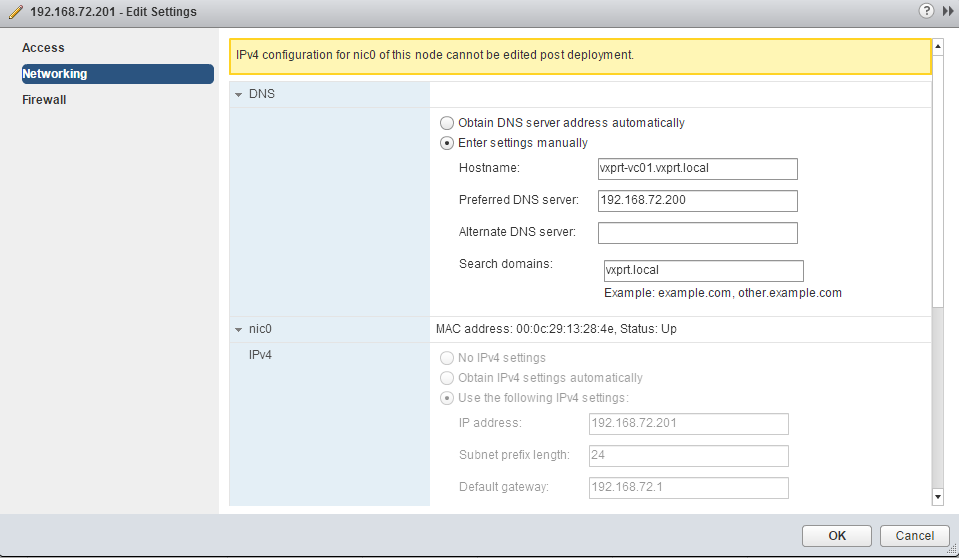 192.168.72.201 - Edit Settings
?
Access
Networking
Firewall
IPv4 configuration for nic0 of this node cannot be edited post deployment.
DNS
Obtain DNS server address automatically
Enter settings manually
Hostname: vxprt-vc01.vxprt.local
Preferred DNS server: 192.168.72.200
Alternate DNS server:
Search domains: vxprt.local
Example: example.com, other.example.com
nic0 MAC address: 00:0c:29:13:28:4e, Status: Up
IPv4
No IPv4 settings
Obtain IPv4 settings automatically
Use the following IPv4 settings:
IP address: 192.168.72.201
Subnet prefix length: 24
Default gateway: 192.168.72.1
OK Cancel